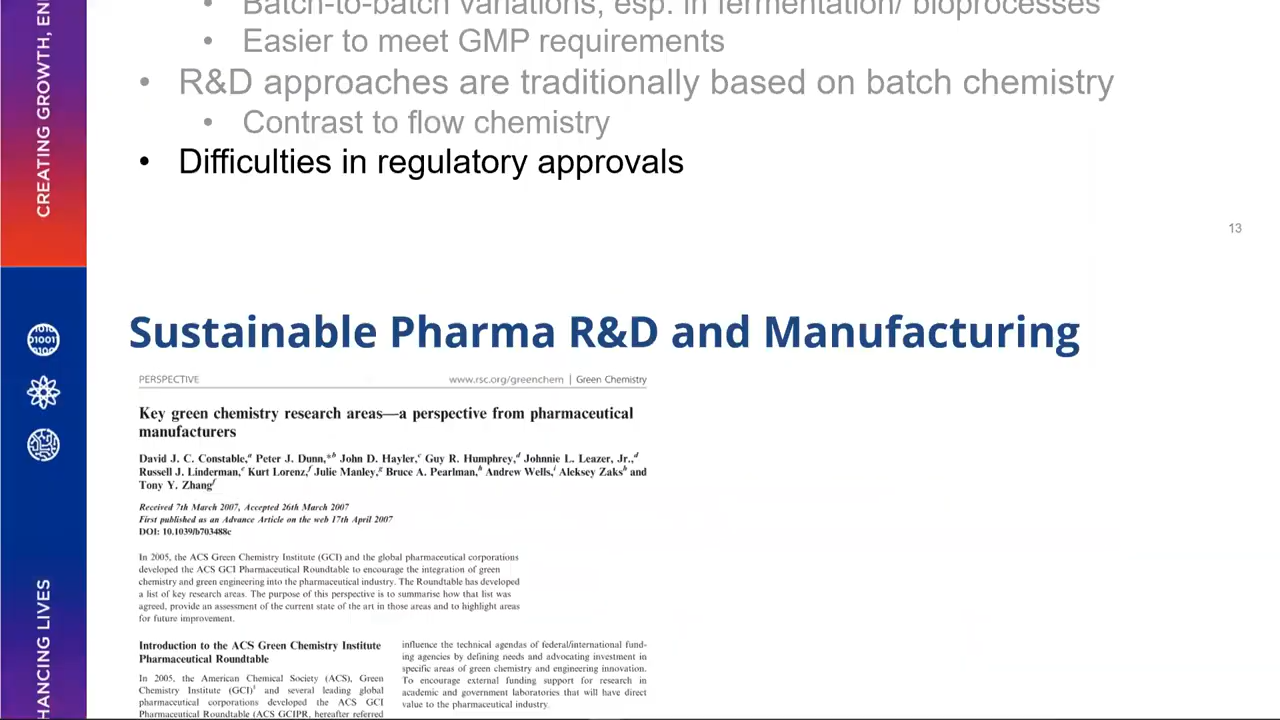 Batch-to-batch variations, esp. in fermentation/ bioprocesses
• Easier to meet GMP requirements
• R&D approaches are traditionally based on batch chemistry
• Contrast to flow chemistry
• Difficulties in regulatory approvals
13
CREATING GROWTH, EN
HANCING LIVES
Sustainable Pharma R&D and Manufacturing
PERSPECTIVE www.rsc.org/greenchem | Green Chemistry
Key green chemistry research areas—a perspective from pharmaceutical
manufacturers
David J. C. Constable,a Peter J. Dunn,*b John D. Hayler,c Guy R. Humphrey,d Johnnie L. Leazer, Jr.,d
Russell J. Linderman,e Kurt Lorenz,f Julie Manley,g Bruce A. Pearlman,h Andrew Wells,i Aleksey Zaksh and
Tony Y. Zhangf
Received 7th March 2007, Accepted 26th March 2007
First published as an Advance Article on the web 17th April 2007
DOI: 10.1039/b703488c
In 2005, the ACS Green Chemistry Institute (GCI) and the global pharmaceutical corporations
developed the ACS GCI Pharmaceutical Roundtable to encourage the integration of green
chemistry and green engineering into the pharmaceutical industry. The Roundtable has developed
a list of key research areas. The purpose of this perspective is to summarise how that list was
agreed, provide an assessment of the current state of the art in those areas and to highlight areas
for future improvement.
Introduction to the ACS Green Chemistry Institute
Pharmaceutical Roundtable
In 2005, the American Chemical Society (ACS), Green
Chemistry Institute (GCI)1 and several leading global
pharmaceutical corporations developed the ACS GCI
Pharmaceutical Roundtable (ACS GCIPR, hereafter referred
influence the technical agendas of federal/international fund-
ing agencies by defining needs and advocating investment in
specific areas of green chemistry and engineering innovation.
To encourage external funding support for research in
academic and government laboratories that will have direct
value to the pharmaceutical industry.